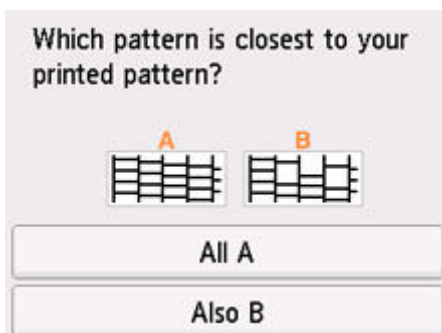 Which pattern is closest to your
printed pattern?
A B
All A
Also B